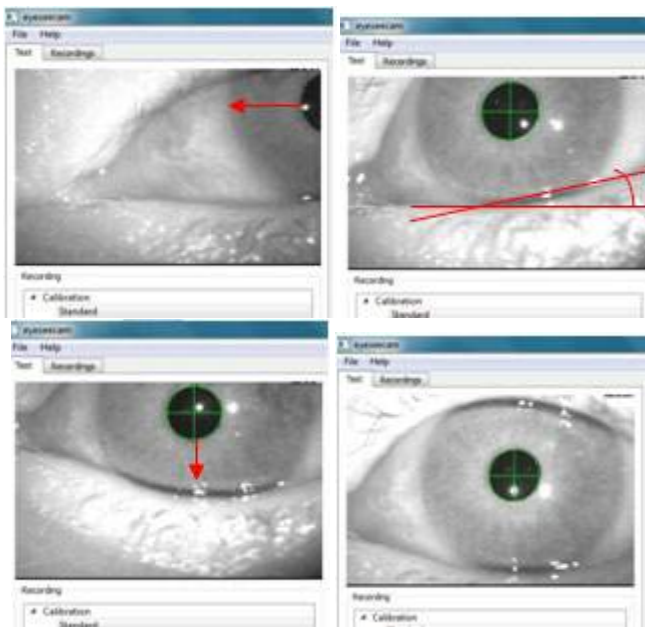 eyeseecam
File Help
Test Recordings
Recording
Calibration
Standard
eyeseecam
File Help
Test Recordings
Recording
Calibration
Standard
eyeseecam
File Help
Test Recordings
Recording
Calibration
Standard
eyeseecam
File Help
Test Recordings
Recording
Calibration